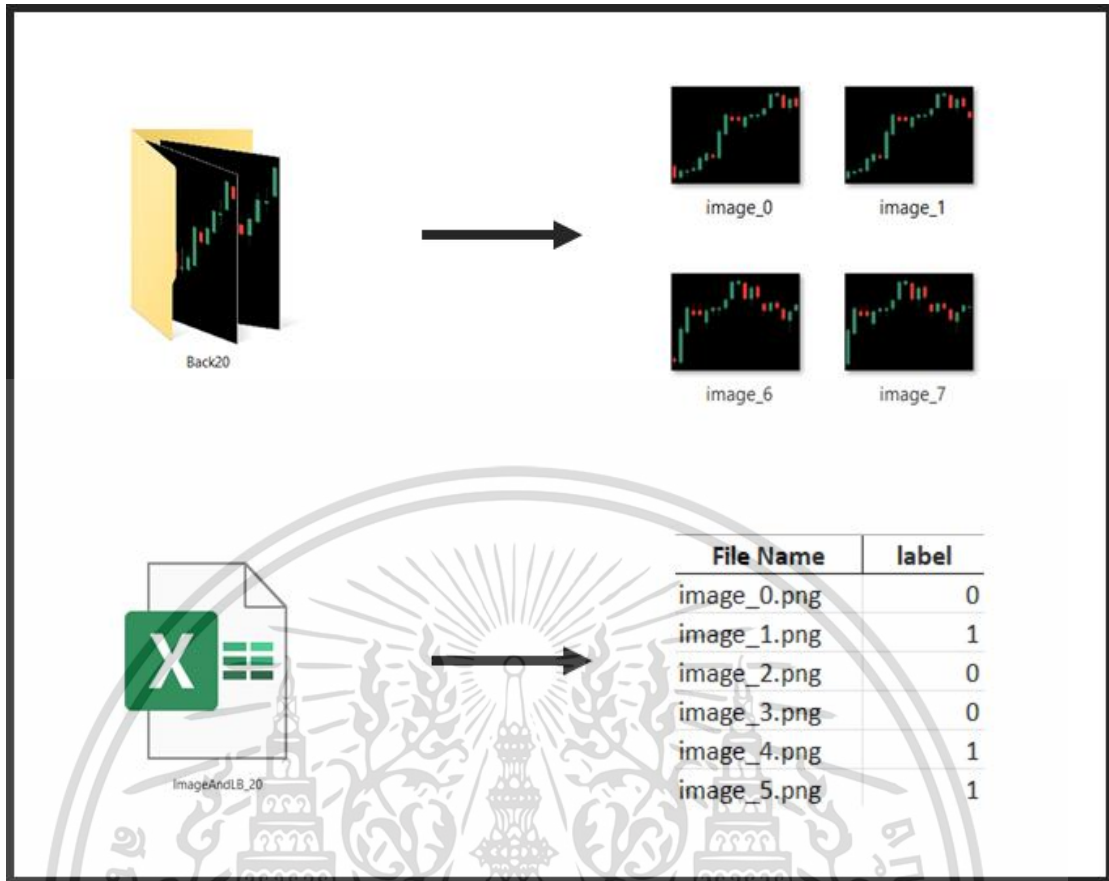 image_0
image_1
Back20
image_6
image_7
File Name
label
image_0.png
0
image_1.png
1
image_2.png
0
image_3.png
0
image_4.png
1
image_5.png
1
X
ImageAndLB_20